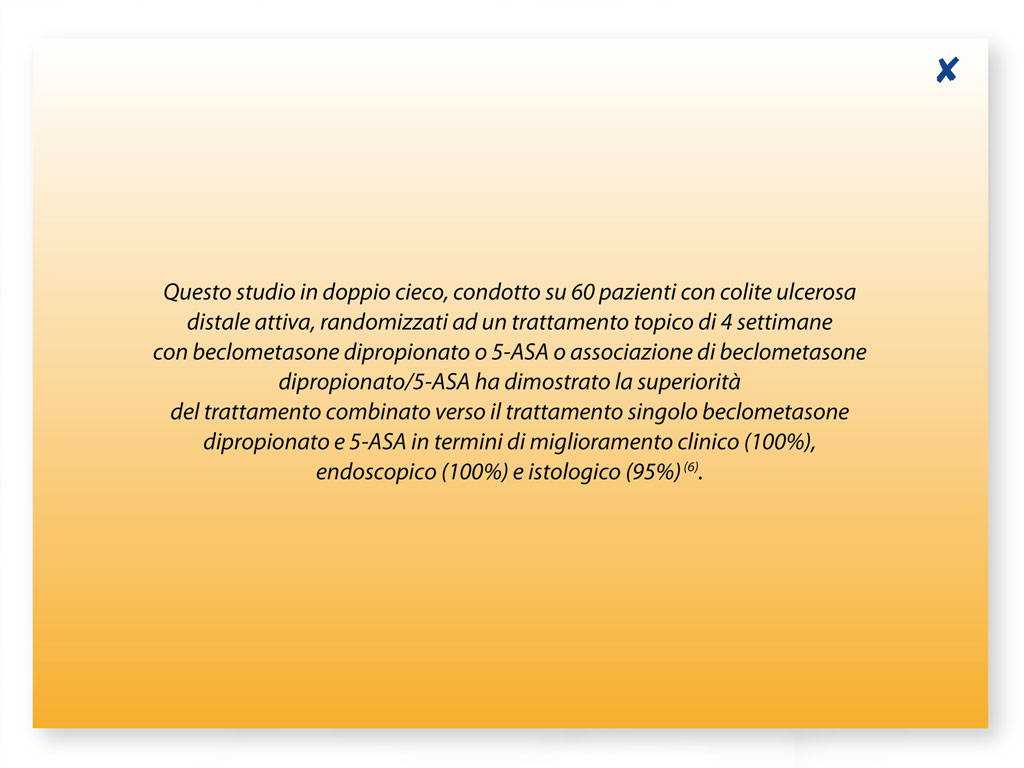 Questo studio in doppio cieco, condotto su 60 pazienti con colite ulcerosa
distale attiva, randomizzati ad un trattamento topico di 4 settimane
con beclometasone dipropionato o 5-ASA o associazione di beclometasone
dipropionato/5-ASA ha dimostrato la superiorità
del trattamento combinato verso il trattamento singolo beclometasone
dipropionato e 5-ASA in termini di miglioramento clinico (100%),
endoscopico (100%) e istologico (95%) (6).